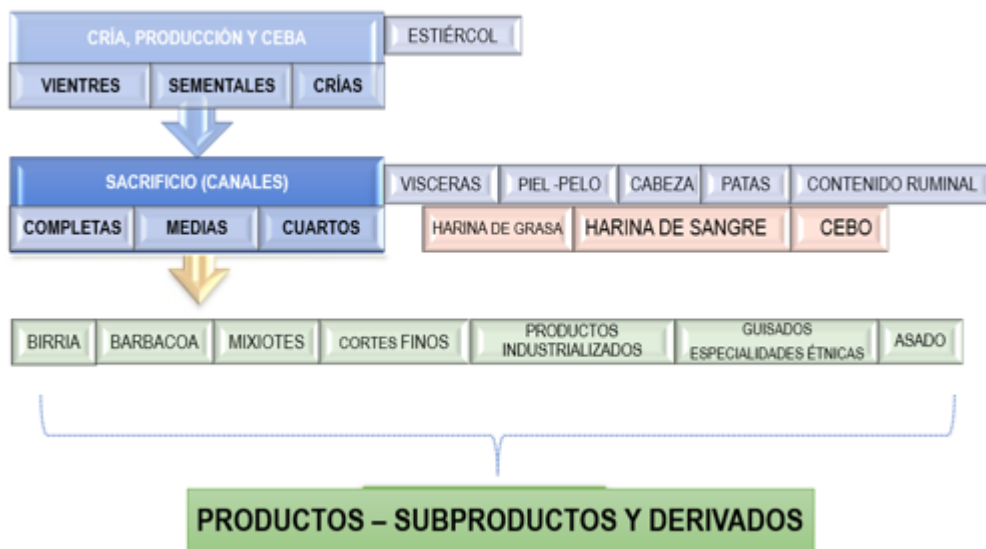 CRÍA, PRODUCCIÓN Y CEBA
ESTIÉRCOL
VIENTRES
SEMENTALES
CRÍAS
SACRIFICIO (CANALES)
VISCERAS
PIEL -PELO
CABEZA
PATAS
CONTENIDO RUMINAL
COMPLETAS
MEDIAS
CUARTOS
HARINA DE GRASA
HARINA DE SANGRE
CEBO
BIRRIA
BARBACOA
MIXIOTES
CORTES FINOS
PRODUCTOS
INDUSTRIALIZADOS
GUISADOS
ESPECIALIDADES ÉTNICAS
ASADO
PRODUCTOS – SUBPRODUCTOS Y DERIVADOS